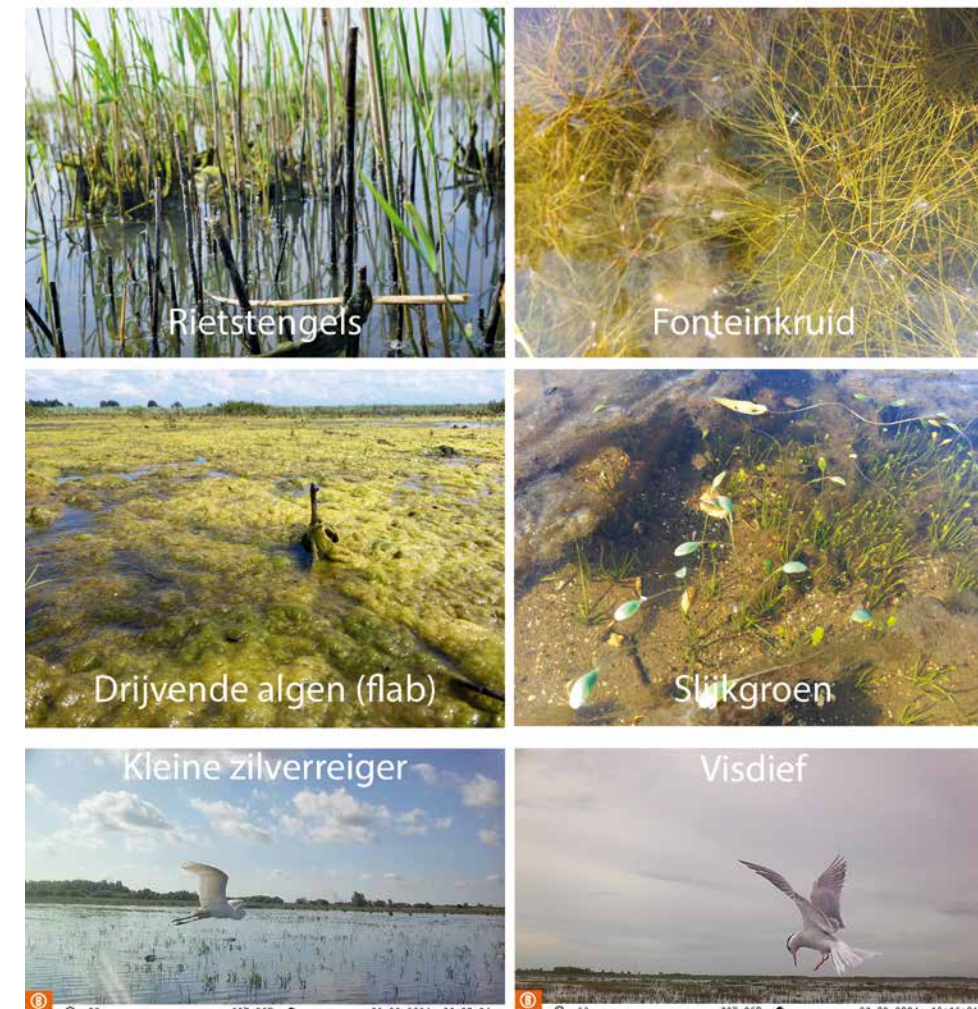 Rietstengels
Fonteinkruid
Drijvende algen (flab)
Slijkgroen
Kleine zilverreiger
Visdief